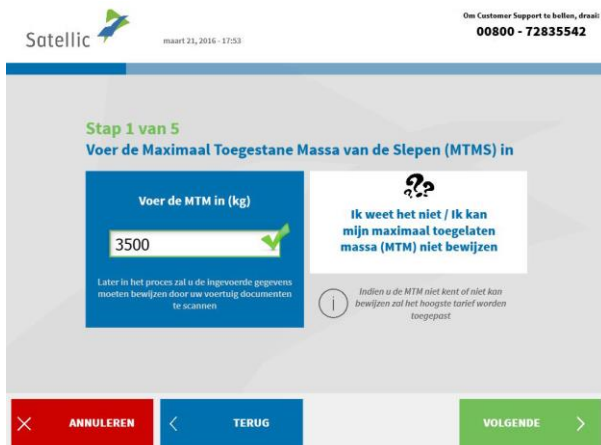 Satellic
maart 21, 2016 - 17:53
Om Customer Support te bellen, draai:
00800 - 72835542
Stap 1 van 5
Voer de Maximaal Toegestane Massa van de Slepen (MTMS) in
Voer de MTM in (kg)
3500
Later in het proces zal u de ingevoerde gegevens
moeten bewijzen door uw voertuig documenten
te scannen
???
Ik weet het niet / Ik kan
mijn maximaal toegelaten
massa (MTM) niet bewijzen
i
Indien u de MTM niet kent of niet kan
bewijzen zal het hoogste tarief worden
toegepast
ANNULEREN
TERUG
VOLGENDE